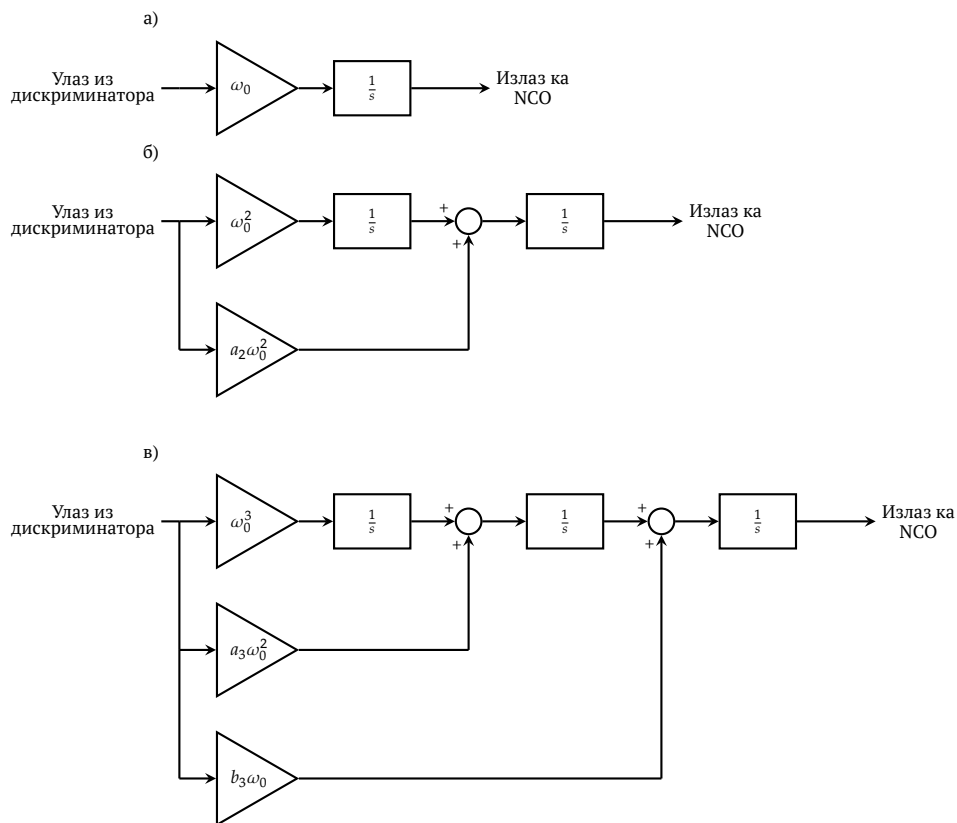 а)
Улаз из
дискриминатора
ω₀
1/s
Излаз ка
NCO
б)
Улаз из
дискриминатора
ω₀²
1/s
+
+
1/s
Излаз ка
NCO
a₂ω₀²
в)
Улаз из
дискриминатора
ω₀³
1/s
+
+
1/s
+
+
1/s
Излаз ка
NCO
a₃ω₀²
b₃ω₀